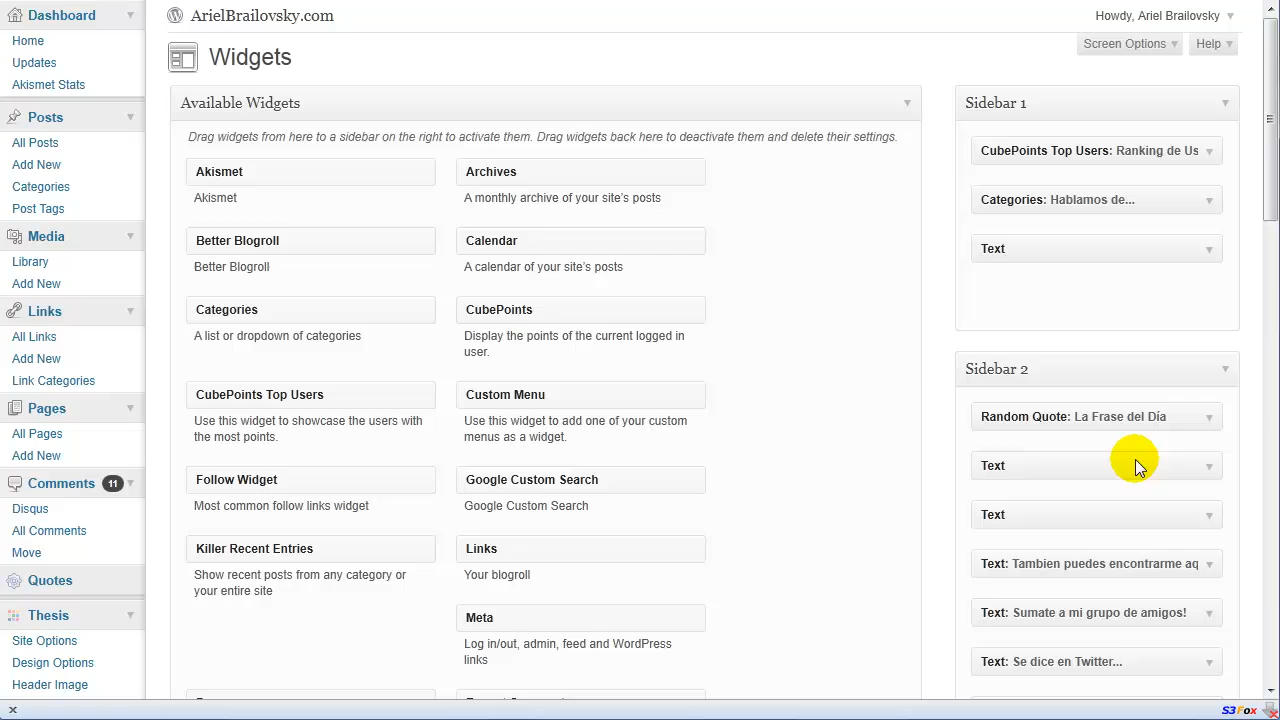 Dashboard
Home
Updates
Akismet Stats
Posts
All Posts
Add New
Categories
Post Tags
Media
Library
Add New
Links
All Links
Add New
Link Categories
Pages
All Pages
Add New
Comments 11
Disqus
All Comments
Move
Quotes
Thesis
Site Options
Design Options
Header Image
ArielBrailovsky.com
Howdy, Ariel Brailovsky
Screen Options
Help
Widgets
Available Widgets
Drag widgets from here to a sidebar on the right to activate them. Drag widgets back here to deactivate them and delete their settings.
Akismet
Akismet
Archives
A monthly archive of your site's posts
Better Blogroll
Better Blogroll
Calendar
A calendar of your site's posts
Categories
A list or dropdown of categories
CubePoints
Display the points of the current logged in
user.
CubePoints Top Users
Use this widget to showcase the users with
the most points.
Custom Menu
Use this widget to add one of your custom
menus as a widget.
Follow Widget
Most common follow links widget
Google Custom Search
Google Custom Search
Killer Recent Entries
Show recent posts from any category or
your entire site
Links
Your blogroll
Meta
Log in/out, admin, feed and WordPress
links
Sidebar 1
CubePoints Top Users: Ranking de Us
Categories: Hablamos de...
Text
Sidebar 2
Random Quote: La Frase del Día
Text
Text
Text: Tambien puedes encontrarme aq
Text: Sumate a mi grupo de amigos!
Text: Se dice en Twitter...
S3Fox